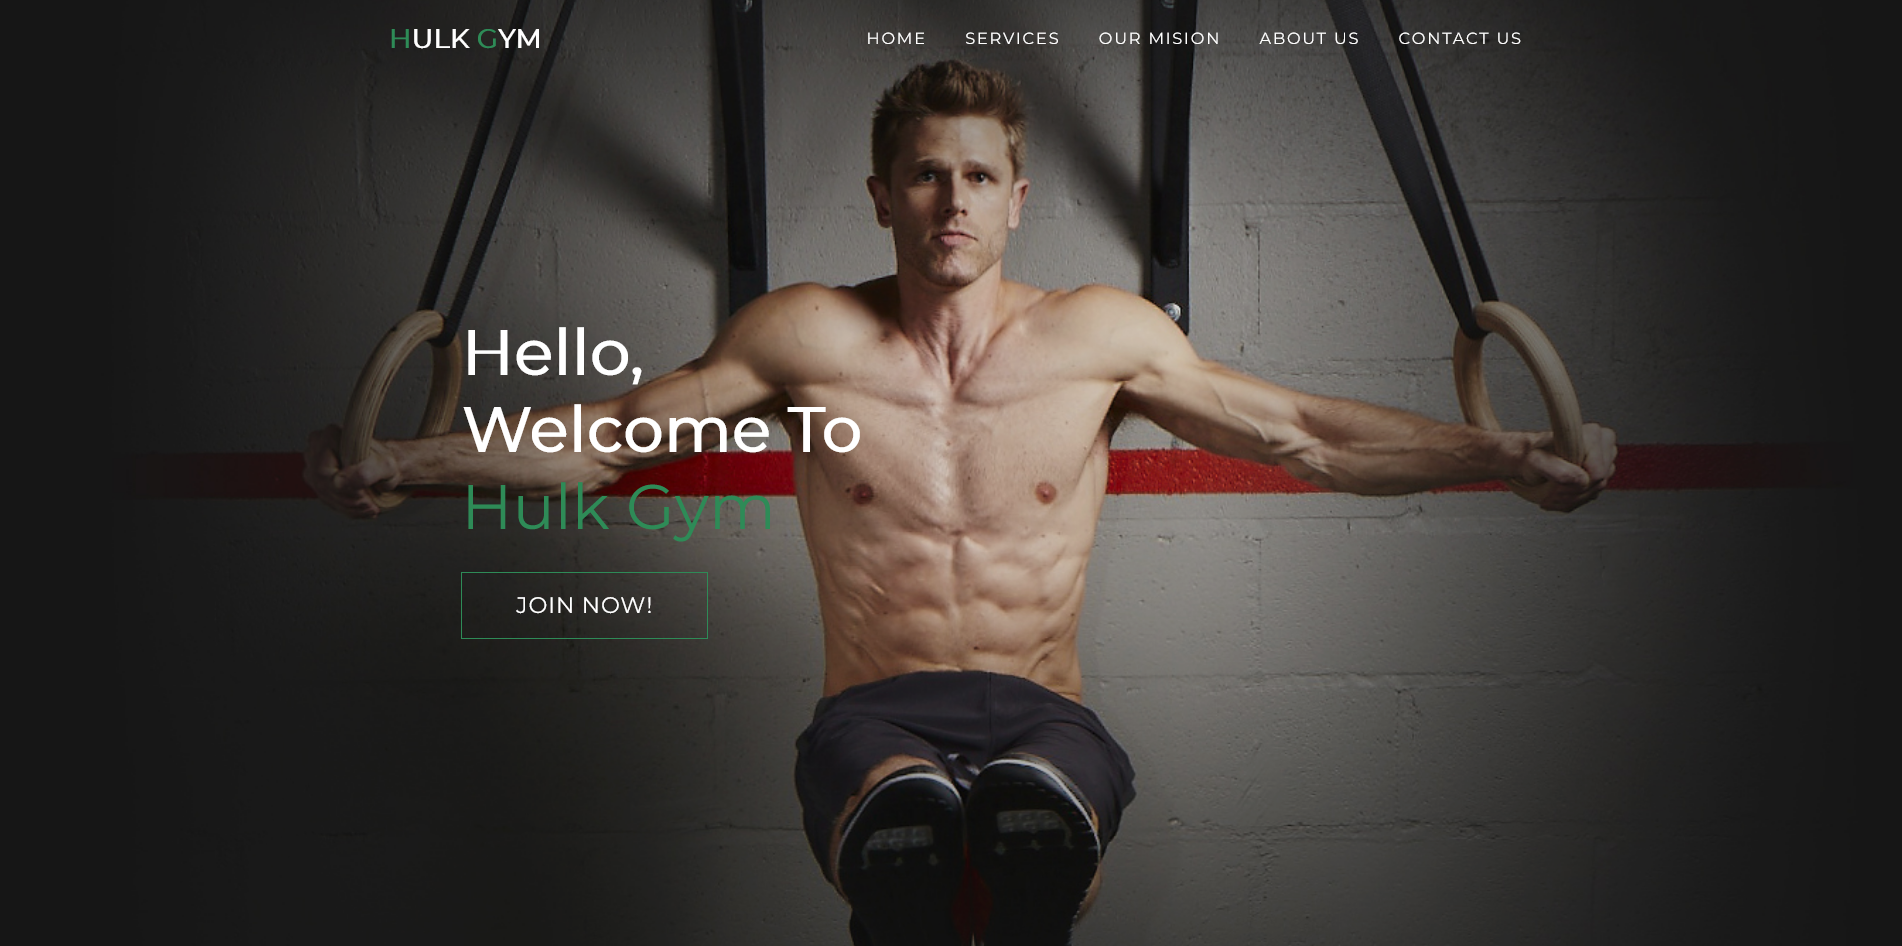 HULK GYM
HOME SERVICES OUR MISION ABOUT US CONTACT US
Hello,
Welcome To
Hulk Gym
JOIN NOW!